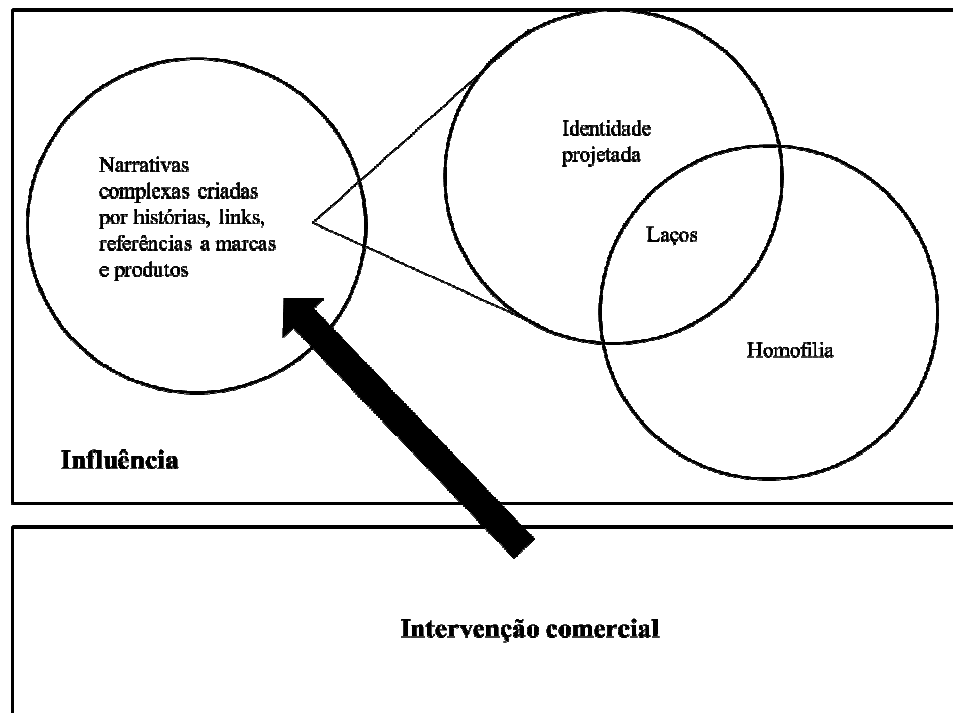 Narrativas
complexas criadas
por histórias, links,
referências a marcas
e produtos
Identidade
projetada
Laços
Homofilia
Influência
Intervenção comercial